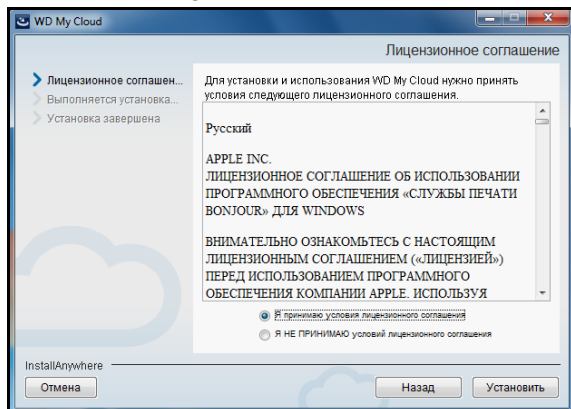 WD My Cloud
Лицензионное соглашение
Лицензионное соглашен...
Выполняется установка...
Установка завершена
Для установки и использования WD My Cloud нужно принять
условия следующего лицензионного соглашения.
Русский
APPLE INC.
ЛИЦЕНЗИОННОЕ СОГЛАШЕНИЕ ОБ ИСПОЛЬЗОВАНИИ
ПРОГРАММНОГО ОБЕСПЕЧЕНИЯ «СЛУЖБЫ ПЕЧАТИ
BONJOUR» ДЛЯ WINDOWS
ВНИМАТЕЛЬНО ОЗНАКОМЬТЕСЬ С НАСТОЯЩИМ
ЛИЦЕНЗИОННЫМ СОГЛАШЕНИЕМ («ЛИЦЕНЗИЕЙ»)
ПЕРЕД ИСПОЛЬЗОВАНИЕМ ПРОГРАММНОГО
ОБЕСПЕЧЕНИЯ КОМПАНИИ APPLE. ИСПОЛЬЗУЯ
Я принимаю условия лицензионного соглашения
Я НЕ ПРИНИМАЮ условий лицензионного соглашения
InstallAnywhere
Отмена
Назад
Установить